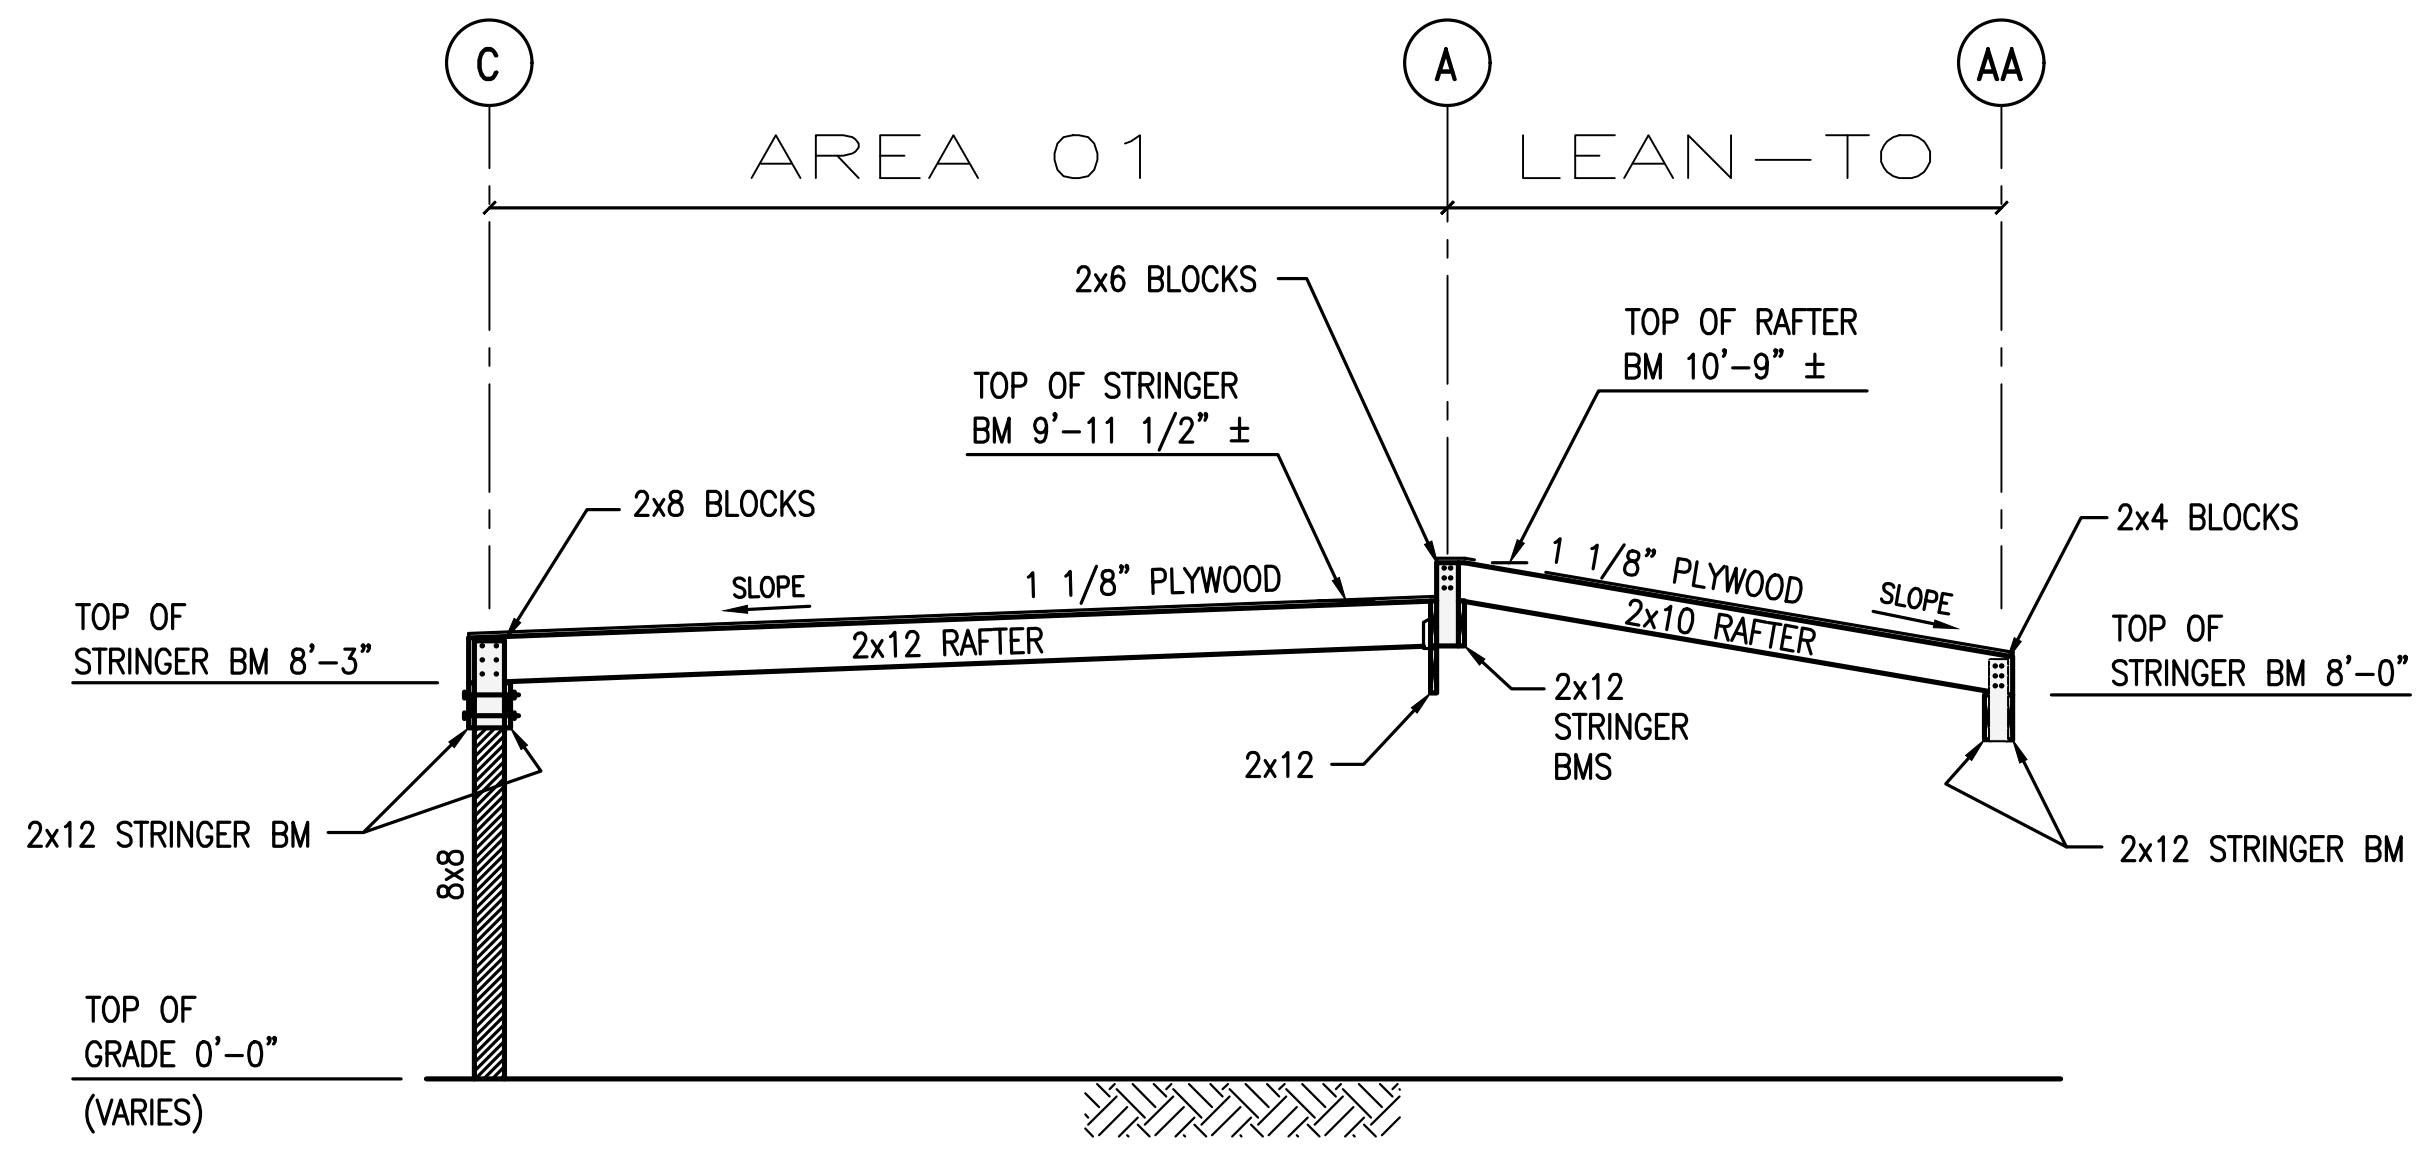 C
A
AA
AREA 01
LEAN-TO
2x6 BLOCKS
TOP OF RAFTER
BM 10'-9" ±
TOP OF STRINGER
BM 9'-11 1/2" ±
2x8 BLOCKS
2x4 BLOCKS
SLOPE
1 1/8" PLYWOOD
1 1/8" PLYWOOD
SLOPE
TOP OF
STRINGER BM 8'-3"
2x12 RAFTER
2x10 RAFTER
TOP OF
STRINGER BM 8'-0"
2x12
STRINGER
BMS
2x12
2x12 STRINGER BM
2x12 STRINGER BM
8x8
TOP OF
GRADE 0'-0"
(VARIES)